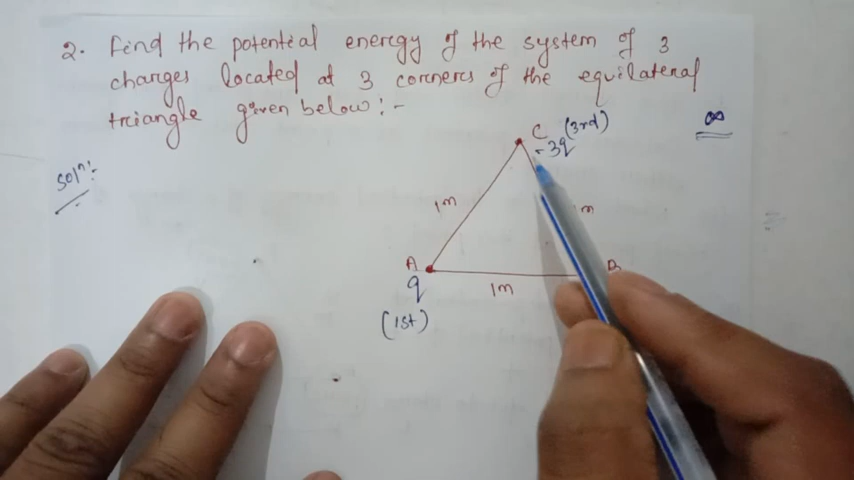 2. Find the potential energy of the system of 3
charges located at 3 corners of the equilateral
triangle given below:-
∞
C (3rd)
-3q
Soln:-
1m
m
A
B
q
1m
(1st)